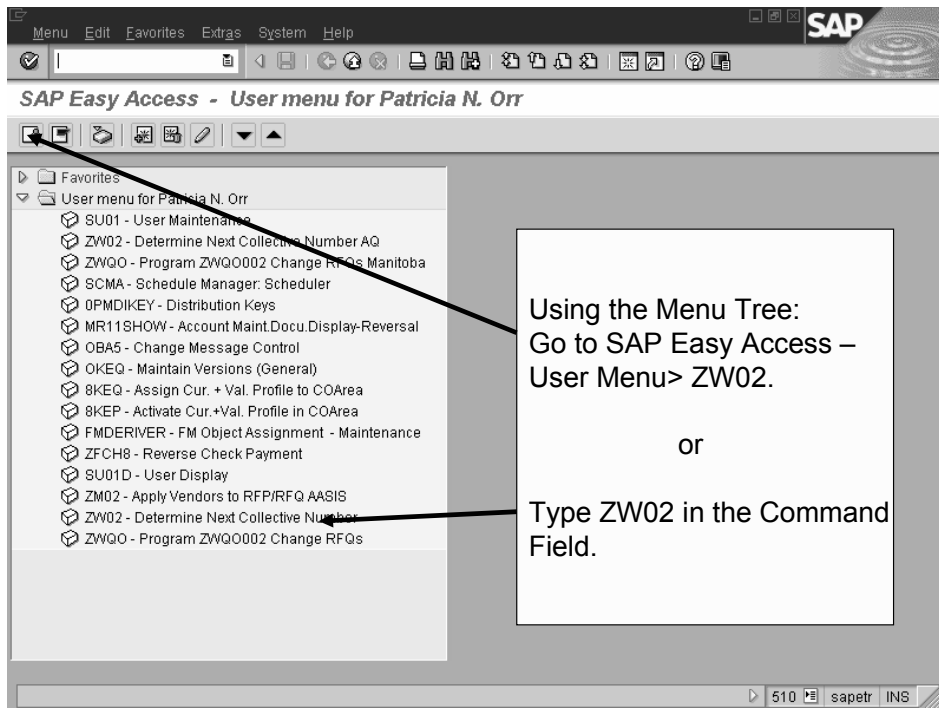 Menu Edit Favorites Extras System Help
SAP
SAP Easy Access - User menu for Patricia N. Orr
Favorites
User menu for Patricia N. Orr
SU01 - User Maintenance
ZW02 - Determine Next Collective Number AQ
ZWQO - Program ZWQO002 Change RFQs Manitoba
SCMA - Schedule Manager: Scheduler
0PMDIKEY - Distribution Keys
MR11SHOW - Account Maint.Docu.Display-Reversal
OBA5 - Change Message Control
OKEQ - Maintain Versions (General)
8KEQ - Assign Cur. + Val. Profile to COArea
8KEP - Activate Cur.+Val. Profile in COArea
FMDERIVER - FM Object Assignment - Maintenance
ZFCH8 - Reverse Check Payment
SU01D - User Display
ZM02 - Apply Vendors to RFP/RFQ AASIS
ZW02 - Determine Next Collective Number
ZWQO - Program ZWQO002 Change RFQs
Using the Menu Tree:
Go to SAP Easy Access –
User Menu> ZW02.
or
Type ZW02 in the Command
Field.
510 sapetr INS